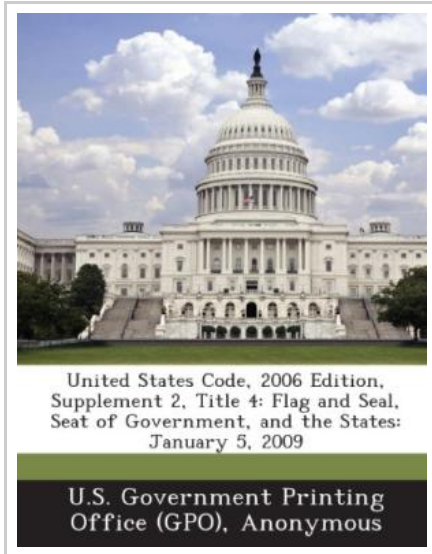 United States Code, 2006 Edition,
Supplement 2, Title 4: Flag and Seal,
Seat of Government, and the States:
January 5, 2009
U.S. Government Printing
Office (GPO), Anonymous